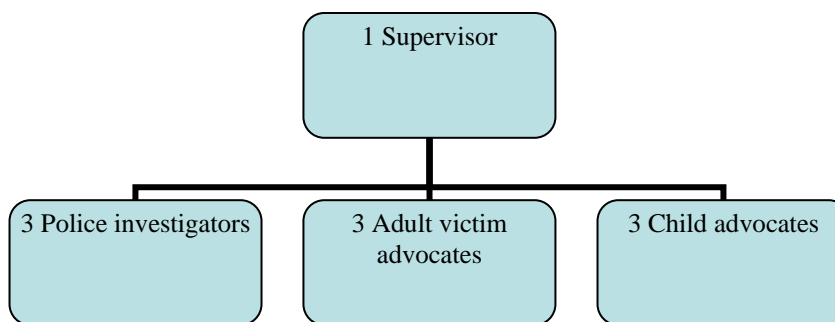 1 Supervisor
3 Police investigators
3 Adult victim
advocates
3 Child advocates